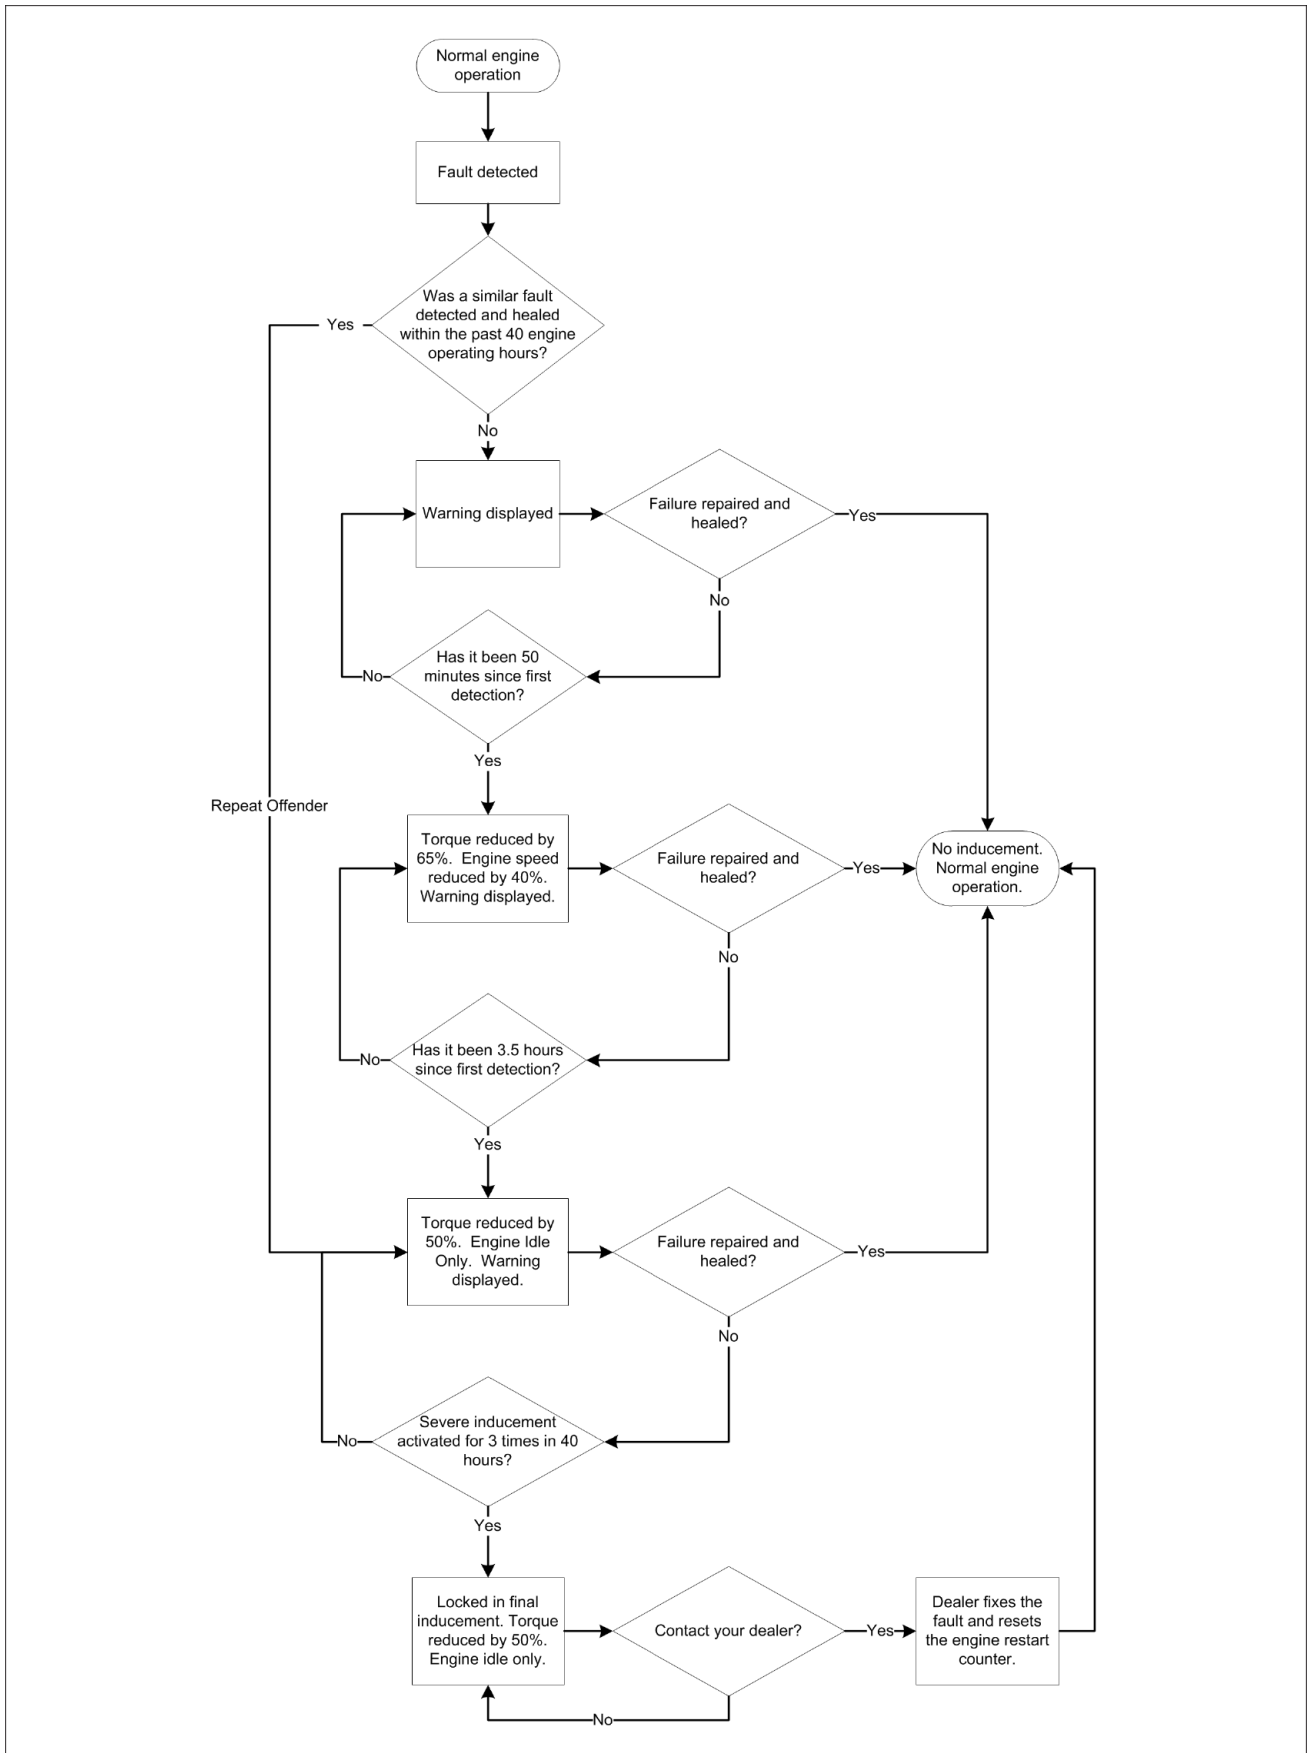 Normal engine
operation
Fault detected
Was a similar fault
detected and healed
within the past 40 engine
operating hours?
Yes
No
Warning displayed
Failure repaired and
healed?
Yes
No
Has it been 50
minutes since first
detection?
No
Yes
Repeat Offender
Torque reduced by
65%.  Engine speed
reduced by 40%.
Warning displayed.
Failure repaired and
healed?
Yes
No inducement.
Normal engine
operation.
No
Has it been 3.5 hours
since first detection?
No
Yes
Torque reduced by
50%.  Engine Idle
Only.  Warning
displayed.
Failure repaired and
healed?
Yes
No
Severe inducement
activated for 3 times in 40
hours?
No
Yes
Locked in final
inducement. Torque
reduced by 50%.
Engine idle only.
Contact your dealer?
Yes
Dealer fixes the
fault and resets
the engine restart
counter.
No